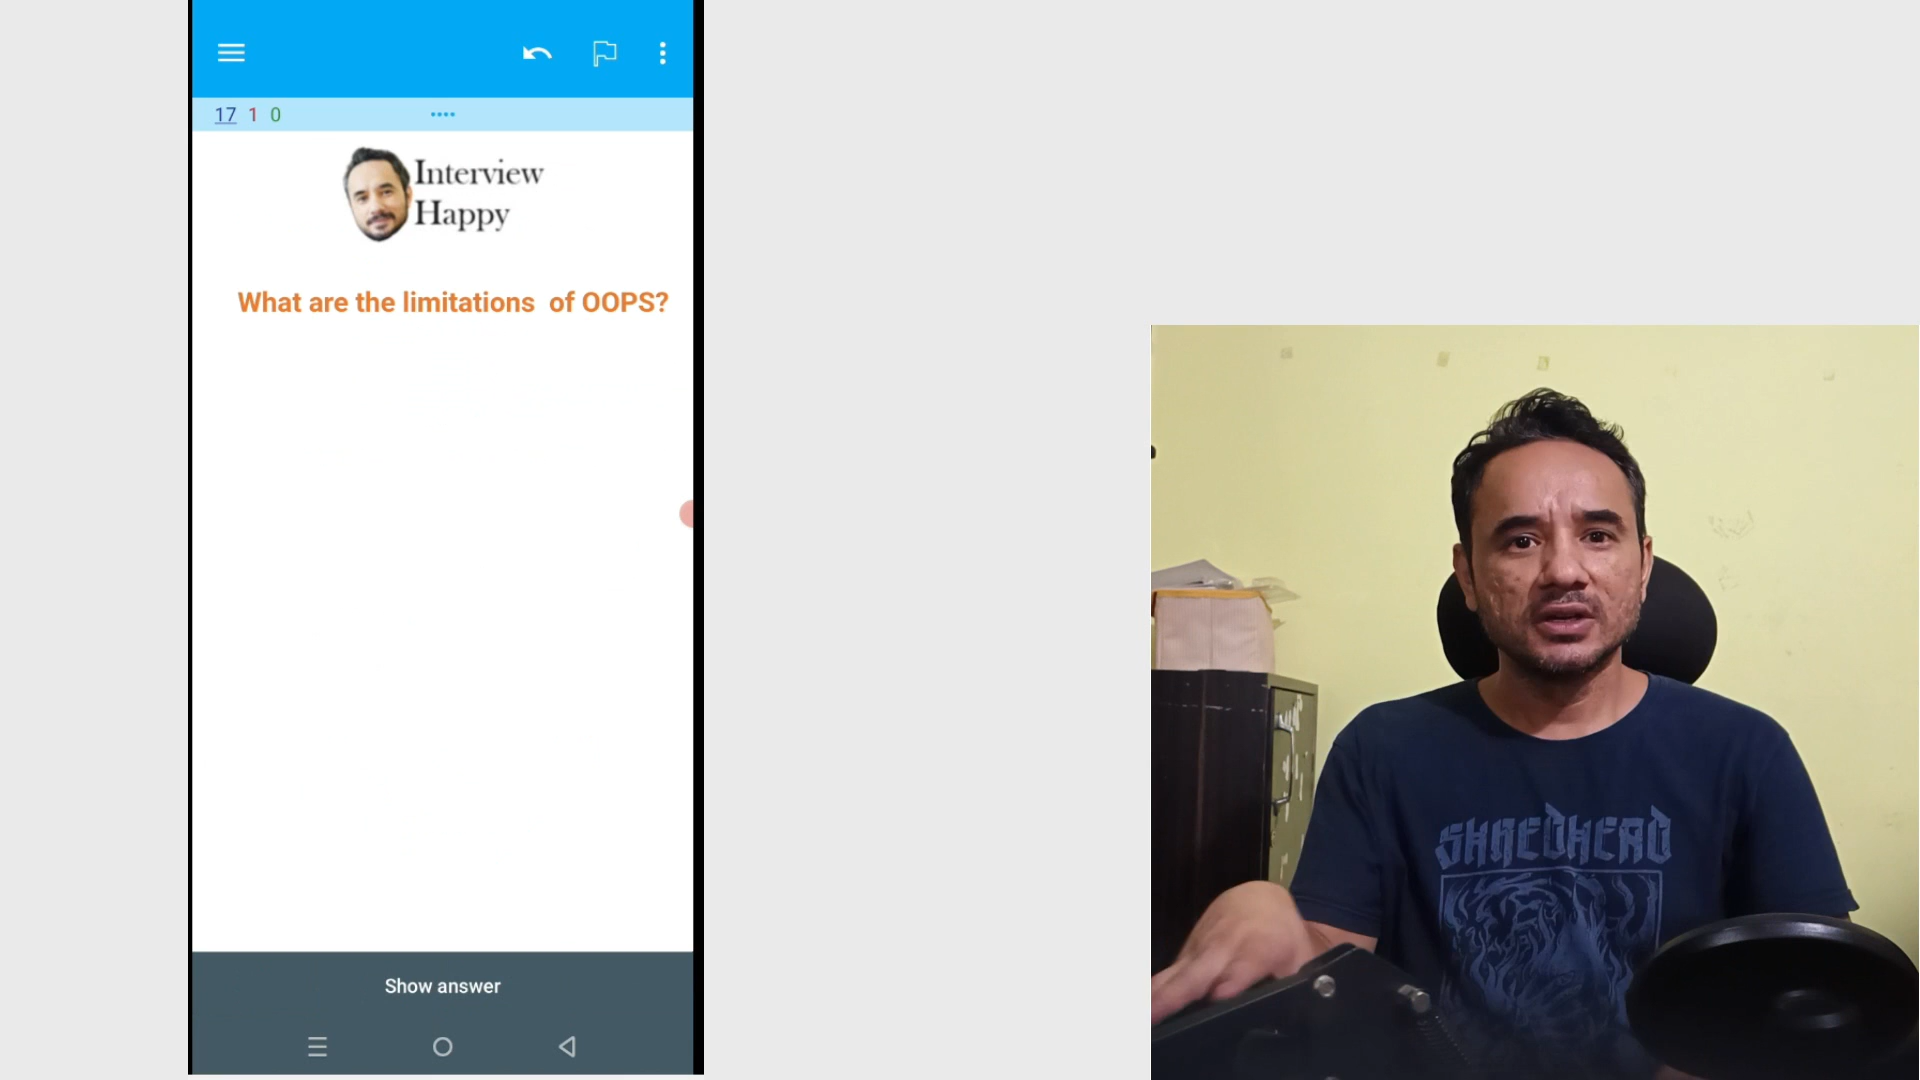 17 1 0
Interview
Happy
What are the limitations of OOPS?
Show answer
SHREDHEAD